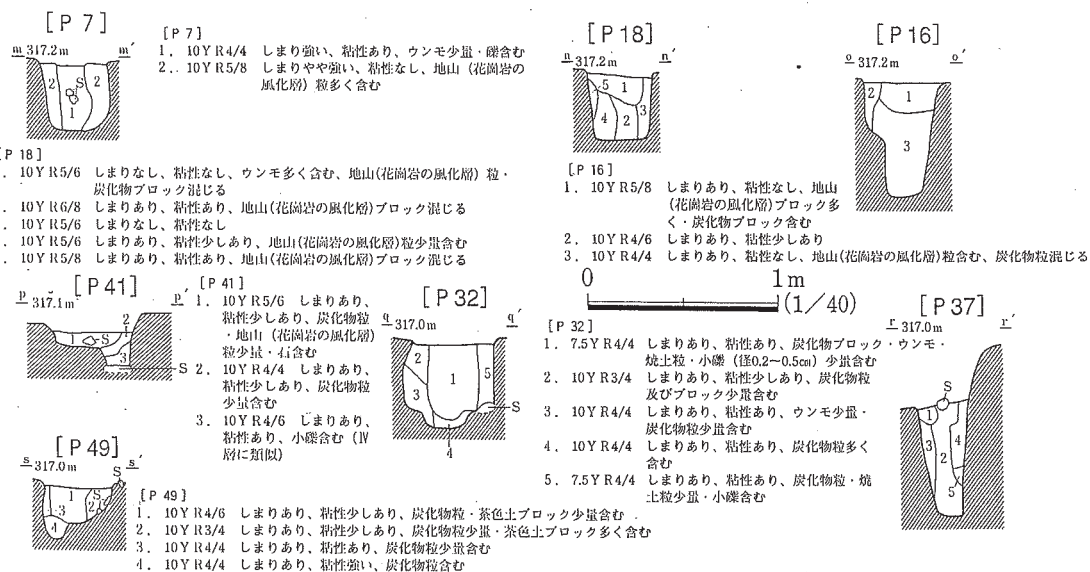 [P 7]
m 317.2m m′
2 S 2
1
[P 7]
1. 10YR4/4 しまり強い、粘性あり、ウンモ少量・礫含む
2. 10YR5/8 しまりやや強い、粘性なし、地山（花崗岩の
風化層）粒多く含む
[P 18]
n 317.2m n′
5 1
4 2 3
[P 16]
o 317.2m o′
2 1
3
[P 18]
. 10YR5/6 しまりなし、粘性なし、ウンモ多く含む、地山(花崗岩の風化層) 粒・
炭化物ブロック混じる
. 10YR6/8 しまりあり、粘性あり、地山(花崗岩の風化層)ブロック混じる
. 10YR5/6 しまりなし、粘性なし
. 10YR5/6 しまりあり、粘性少しあり、地山(花崗岩の風化層)粒少量含む
. 10YR5/8 しまりあり、粘性あり、地山(花崗岩の風化層)ブロック混じる
[P 16]
1. 10YR5/8 しまりあり、粘性なし、地山
(花崗岩の風化層)ブロック多
く・炭化物ブロック含む
2. 10YR4/6 しまりあり、粘性少しあり
3. 10YR4/4 しまりあり、粘性なし、地山(花崗岩の風化層)粒含む、炭化物粒混じる
[P 41]
p 317.1m p′
2
1 S
3
S
[P 41]
1. 10YR5/6 しまりあり、
粘性少しあり、炭化物粒
・地山（花崗岩の風化層）
粒少量・石含む
2. 10YR4/4 しまりあり、
粘性少しあり、炭化物粒
少量含む
3. 10YR4/6 しまりあり、
粘性あり、小礫含む（Ⅳ
層に類似）
[P 32]
q 317.0m q′
2 1 5
3 S
4
0 1m
(1／40)
[P 32]
1. 7.5YR4/4 しまりあり、粘性あり、炭化物ブロック・ウンモ・
焼土粒・小礫（径0.2～0.5㎝）少量含む
2. 10YR3/4 しまりあり、粘性少しあり、炭化物粒
及びブロック少量含む
3. 10YR4/4 しまりあり、粘性あり、ウンモ少量・
炭化物粒少量含む
4. 10YR4/4 しまりあり、粘性あり、炭化物粒多く
含む
5. 7.5YR4/4 しまりあり、粘性あり、炭化物粒・焼
土粒少量・小礫含む
[P 37]
r 317.0m r′
S
1
3 2 4
5
[P 49]
s 317.0m s′
S
1 S
3 2
4
[P 49]
1. 10YR4/6 しまりあり、粘性少しあり、炭化物粒・茶色土ブロック少量含む
2. 10YR3/4 しまりあり、粘性少しあり、炭化物粒少量・茶色土ブロック多く含む
3. 10YR4/4 しまりあり、粘性あり、炭化物粒少量含む
4. 10YR4/4 しまりあり、粘性強い、炭化物粒含む